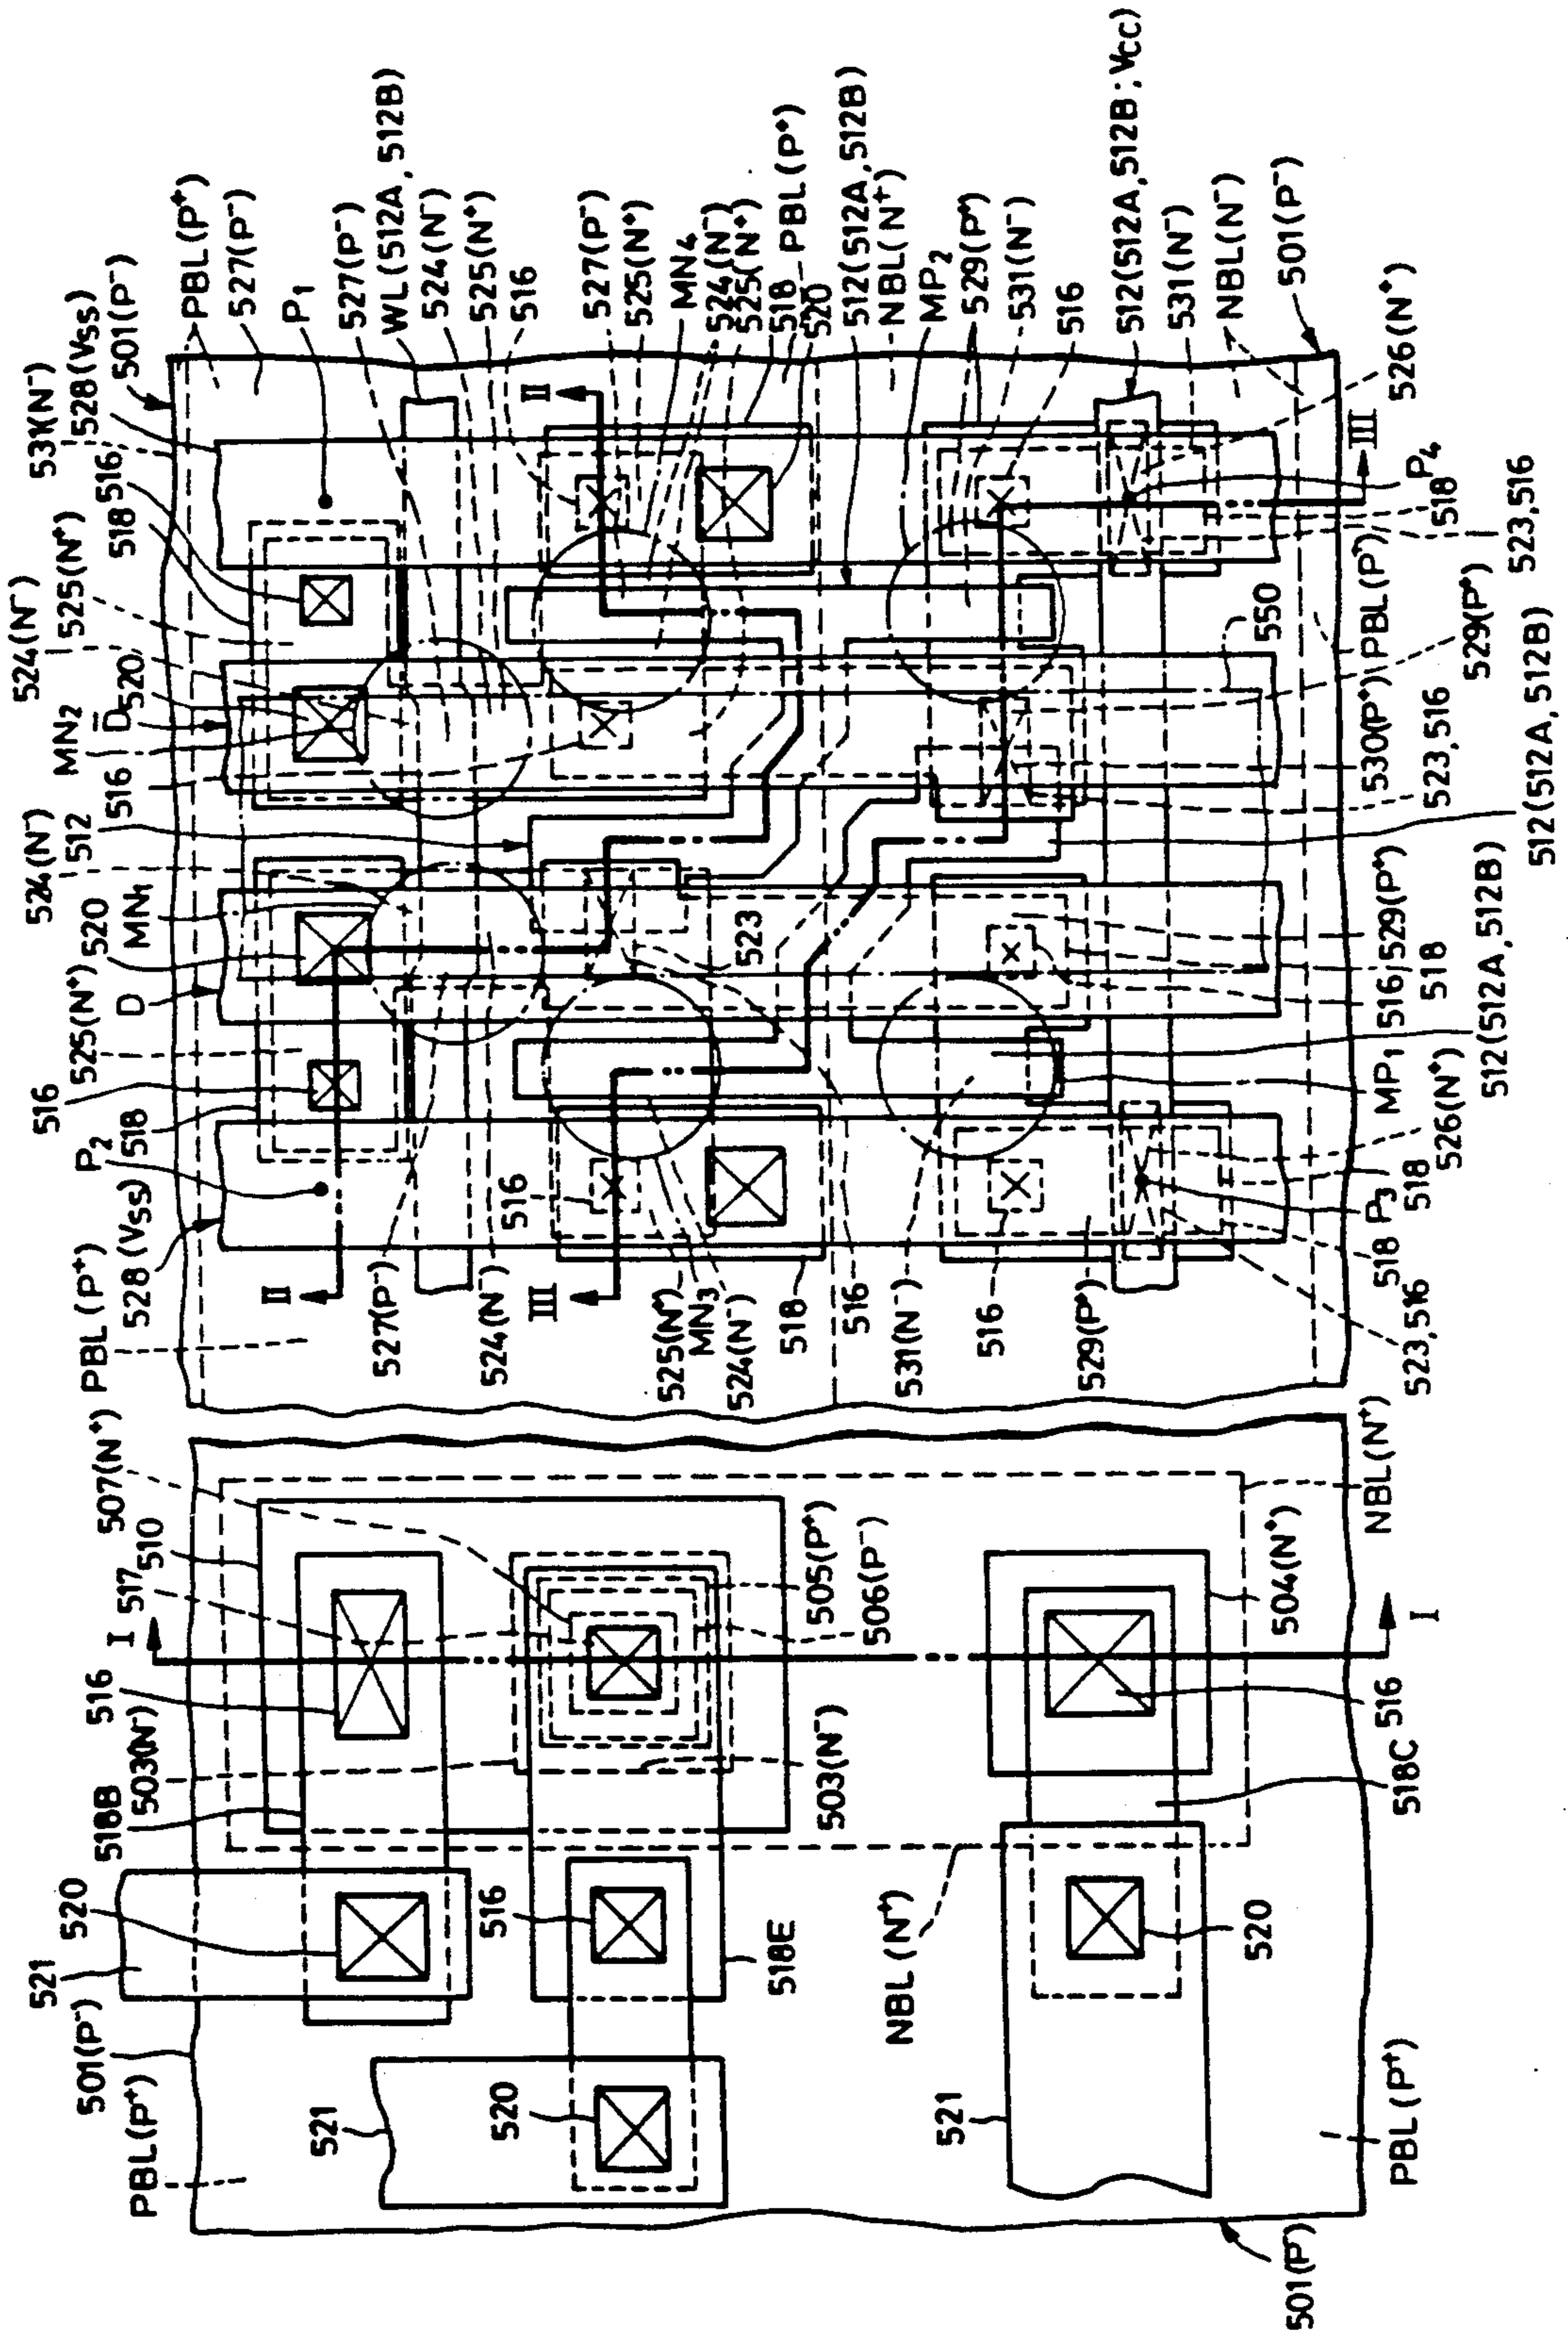 501(P⁻)
PBL(P⁺)
521
520
501(P⁻)
PBL(P⁺)
521
520
518B
503(N⁻)
516
517
510
507(N⁺)
I
521
520
516
518E
503(N⁻)
506(P⁻)
505(P⁺)
NBL(N⁺)
521
520
518C
516
504(N⁺)
I
NBL(N⁺)
PBL(P⁺)
PBL(P⁺)
528(Vss)
P₂
518
516
525(N⁺)
D
520
MN₁
524(N⁻)
512
516
MN₂
D̄
520
524(N⁻)
525(N⁺)
518
516
531(N⁻)
528(Vss)
501(P⁻)
PBL(P⁺)
527(P⁻)
P₁
527(P⁻)
WL(512A,512B)
524(N⁻)
525(N⁺)
516
II
527(P⁻)
525(N⁺)
MN₄
524(N⁻)
525(N⁺)
518
PBL(P⁺)
520
512(512A,512B)
NBL(N⁺)
MP₂
529(P⁺)
531(N⁻)
516
512(512A,512B;Vcc)
531(N⁻)
NBL(N⁻)
501(P⁻)
526(N⁺)
II
527(P⁻)
524(N⁻)
III
516
525(N⁺)
MN₃
524(N⁻)
518
516
531(N⁻)
516
529(P⁺)
523
523,516
518
P₃
518
526(N⁺)
MP₁
512(512A,512B)
516
529(P⁺)
518
512(512A,512B)
523,516
530(P⁺)
529(P⁺)
PBL(P⁺)
550
523,516
518
P₄
III